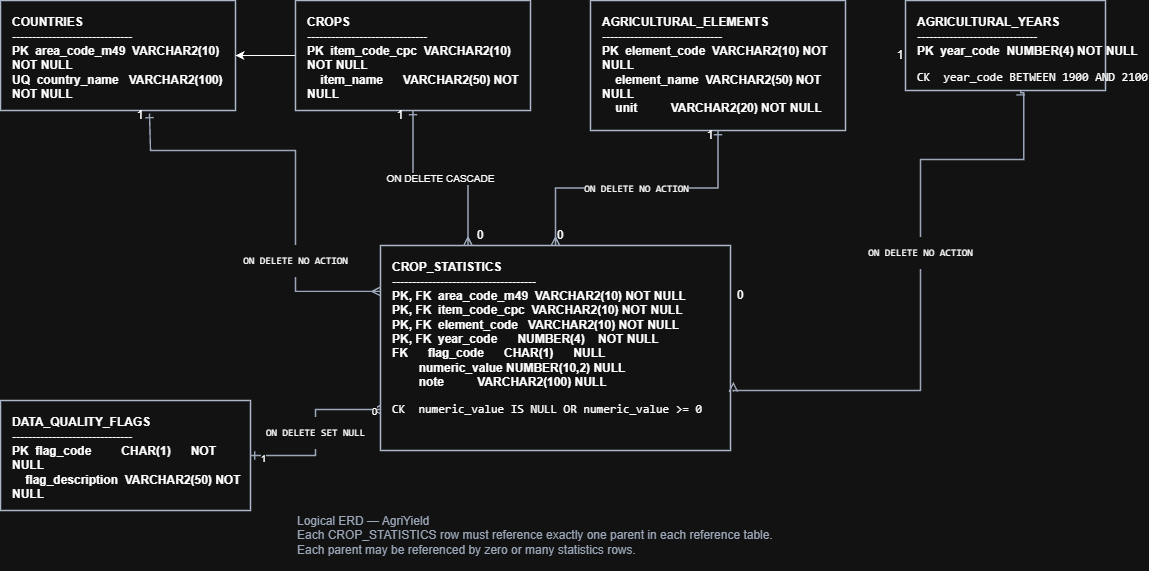 COUNTRIES
------------------------------
PK area_code_m49 VARCHAR2(10)
NOT NULL
UQ country_name VARCHAR2(100)
NOT NULL
CROPS
------------------------------
PK item_code_cpc VARCHAR2(10)
NOT NULL
item_name VARCHAR2(50) NOT
NULL
AGRICULTURAL_ELEMENTS
------------------------------
PK element_code VARCHAR2(10) NOT
NULL
element_name VARCHAR2(50) NOT
NULL
unit VARCHAR2(20) NOT NULL
AGRICULTURAL_YEARS
------------------------------
PK year_code NUMBER(4) NOT NULL
CK year_code BETWEEN 1900 AND 2100
1
1
1
1
ON DELETE CASCADE
ON DELETE NO ACTION
0
0
ON DELETE NO ACTION
ON DELETE NO ACTION
CROP_STATISTICS
------------------------------------
PK, FK area_code_m49 VARCHAR2(10) NOT NULL
PK, FK item_code_cpc VARCHAR2(10) NOT NULL
PK, FK element_code VARCHAR2(10) NOT NULL
PK, FK year_code NUMBER(4) NOT NULL
FK flag_code CHAR(1) NULL
numeric_value NUMBER(10,2) NULL
note VARCHAR2(100) NULL
CK numeric_value IS NULL OR numeric_value >= 0
0
0
DATA_QUALITY_FLAGS
------------------------------
PK flag_code CHAR(1) NOT
NULL
flag_description VARCHAR2(50) NOT
NULL
ON DELETE SET NULL
1
Logical ERD — AgriYield
Each CROP_STATISTICS row must reference exactly one parent in each reference table.
Each parent may be referenced by zero or many statistics rows.